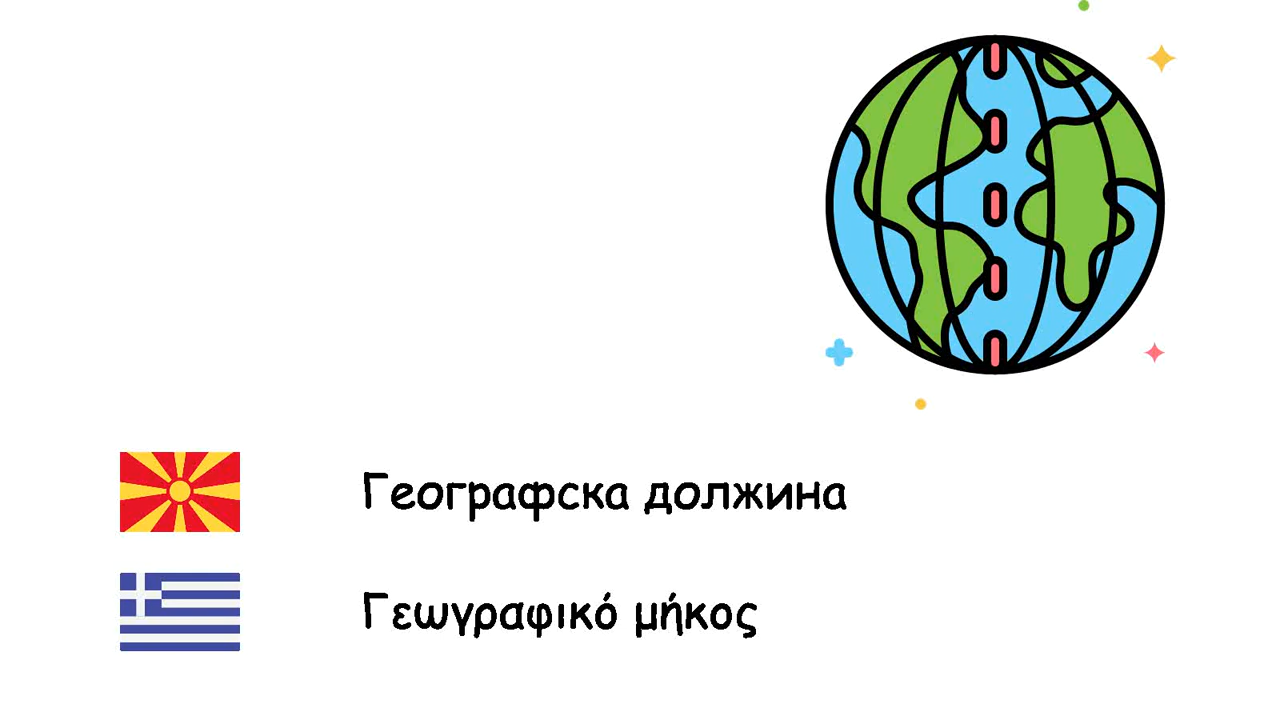 Географска должина
Γεωγραφικό μήκος